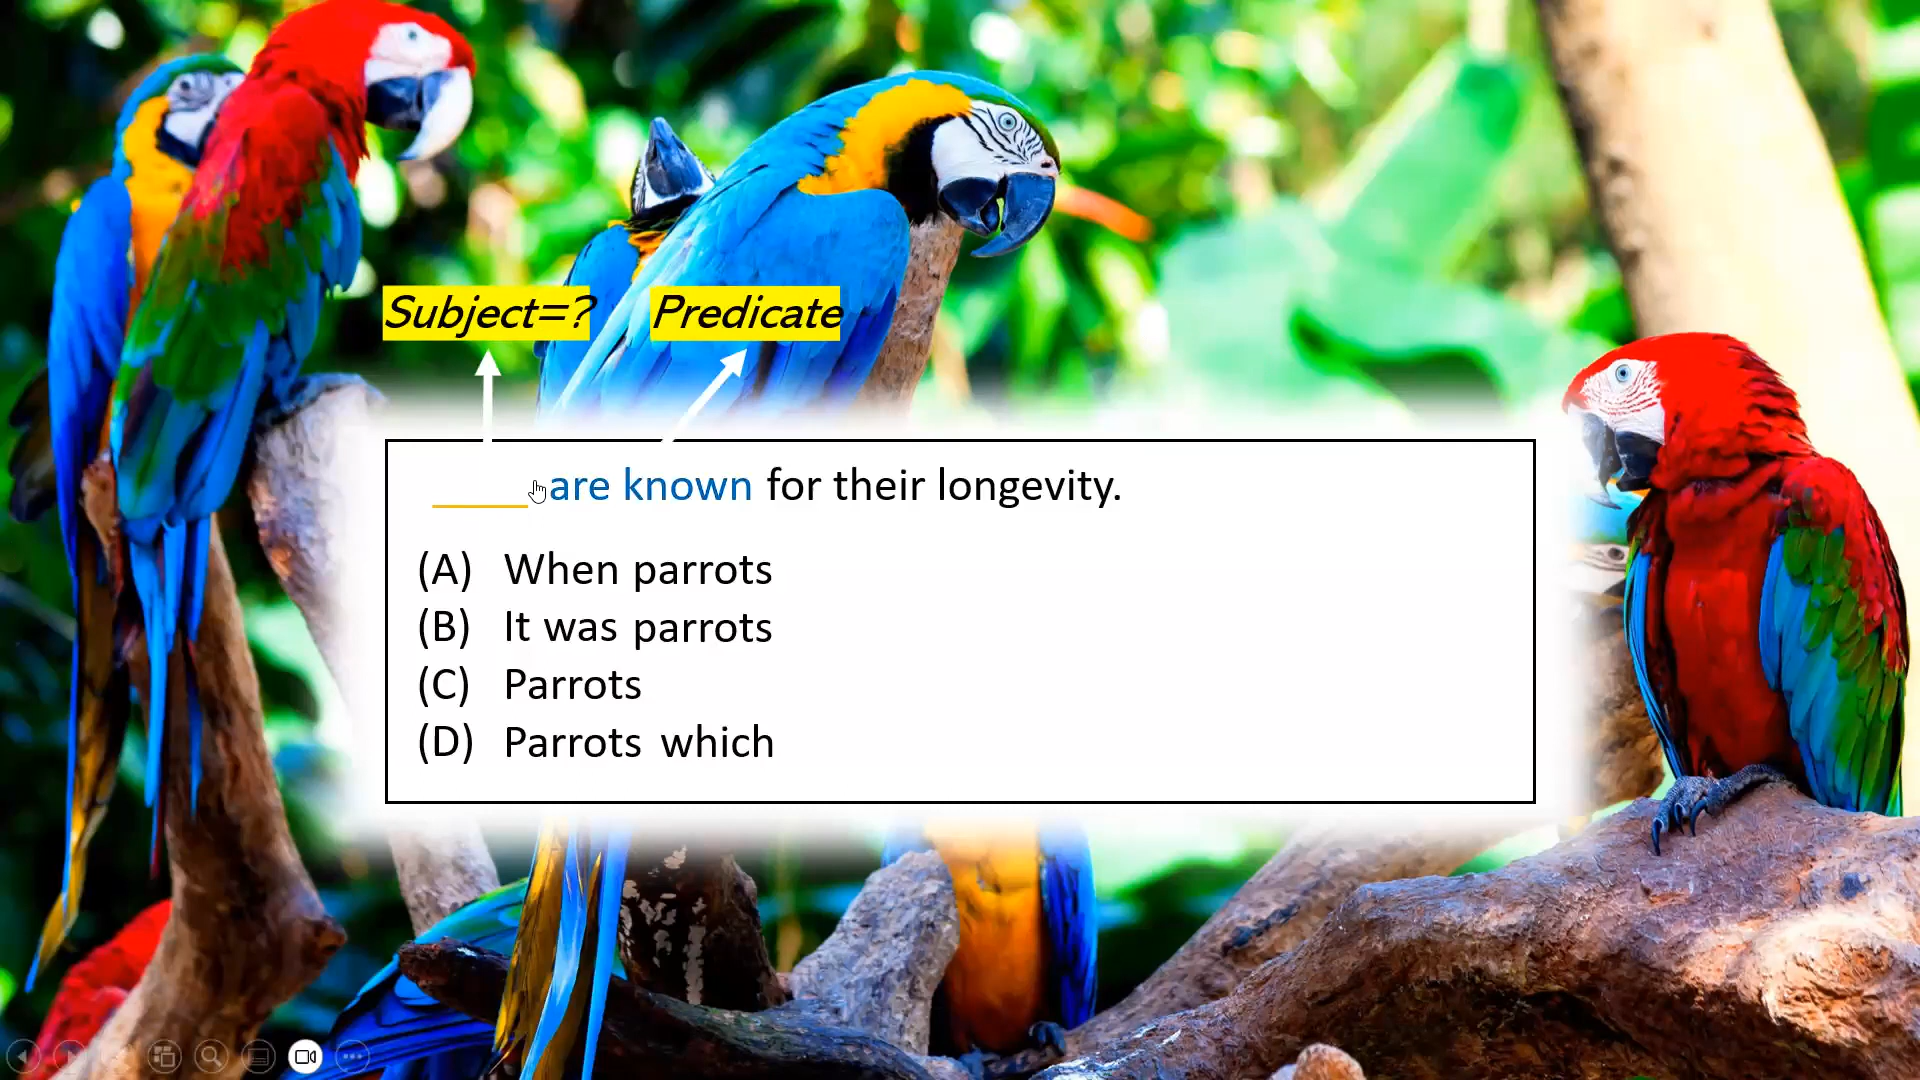 Subject=? Predicate
_____ are known for their longevity.
(A) When parrots
(B) It was parrots
(C) Parrots
(D) Parrots which